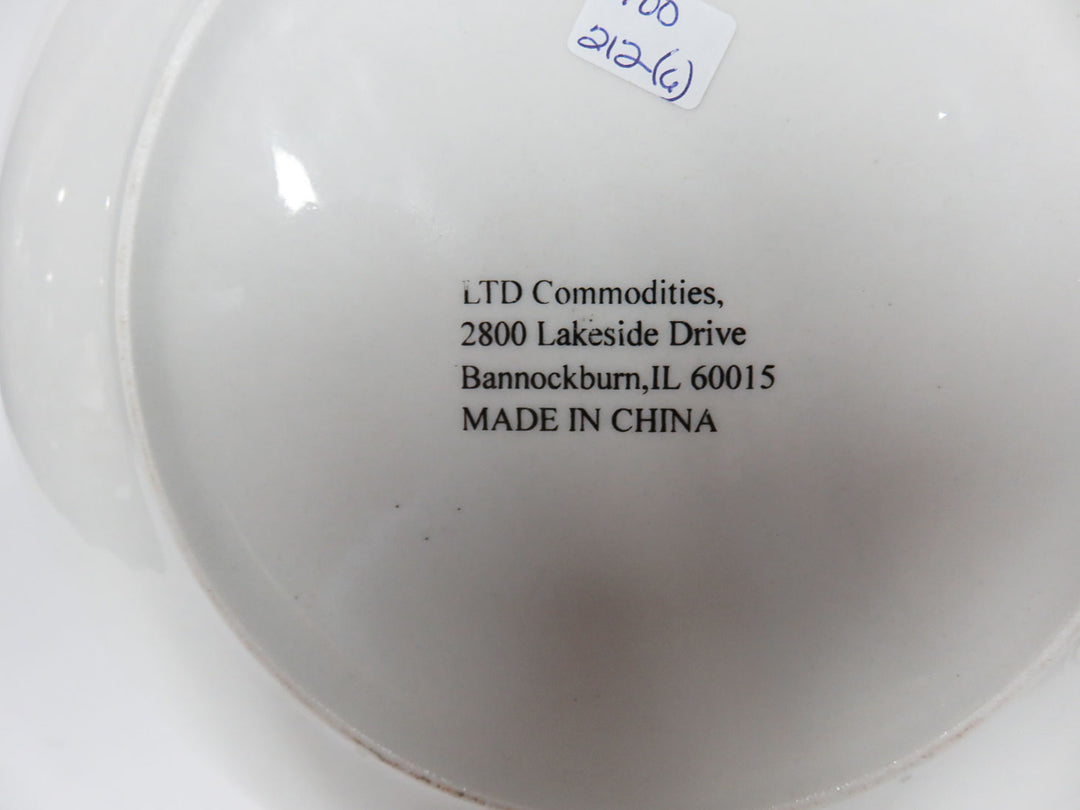 212-(6)
LTD Commodities,
2800 Lakeside Drive
Bannockburn,IL 60015
MADE IN CHINA